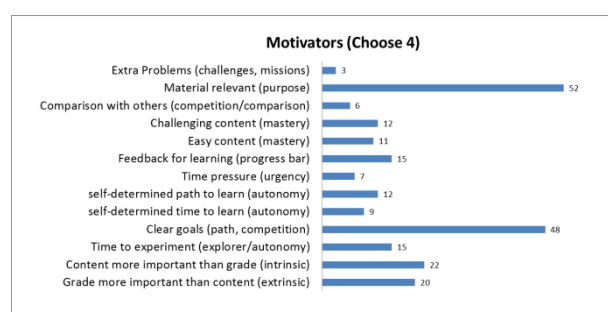 Motivators (Choose 4)
Extra Problems (challenges, missions) 3
Material relevant (purpose) 52
Comparison with others (competition/comparison) 6
Challenging content (mastery) 12
Easy content (mastery) 11
Feedback for learning (progress bar) 15
Time pressure (urgency) 7
self-determined path to learn (autonomy) 12
self-determined time to learn (autonomy) 9
Clear goals (path, competition) 48
Time to experiment (explorer/autonomy) 15
Content more important than grade (intrinsic) 22
Grade more important than content (extrinsic) 20